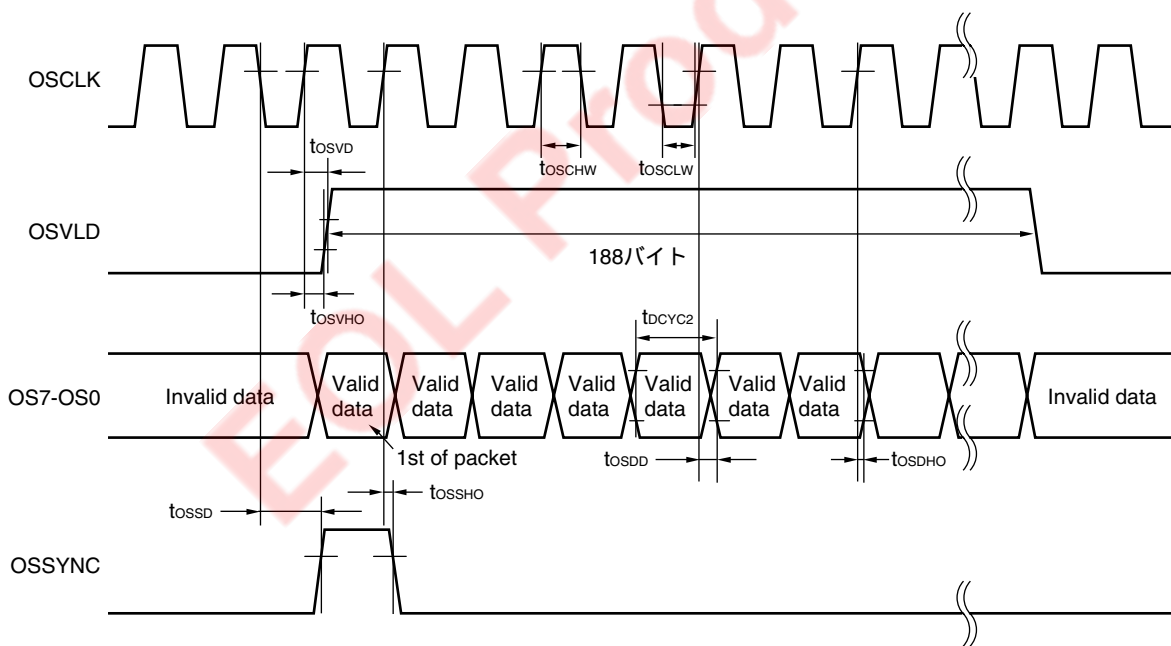 OSCLK
tOSVD
tOSCHW
tOSCLW
OSVLD
188バイト
tOSVHO
tDCYC2
OS7-OS0
Invalid data
Valid data
Valid data
Valid data
Valid data
Valid data
Valid data
Valid data
Invalid data
1st of packet
tOSDD
tOSDHO
tOSSHO
tOSSD
OSSYNC
EOL Prod